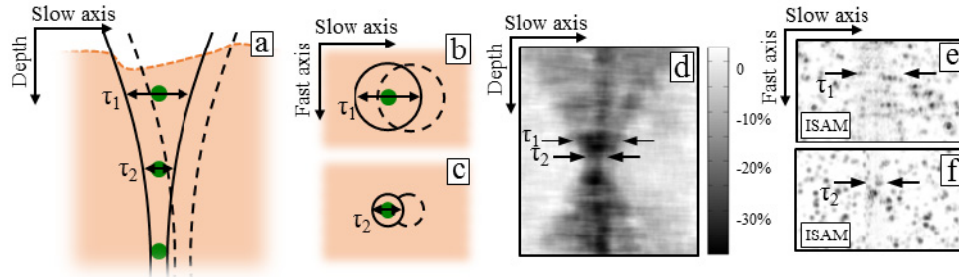 Slow axis
Depth
a
τ1
τ2
Slow axis
Fast axis
b
τ1
c
τ2
Slow axis
Depth
d
τ1
τ2
0
-10%
-20%
-30%
Slow axis
Fast axis
e
τ1
ISAM
f
τ2
ISAM